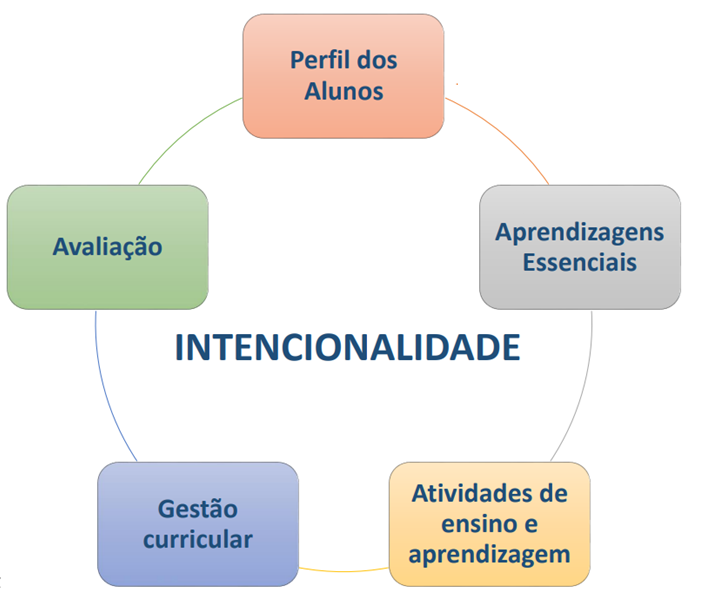 Perfil dos
Alunos
Aprendizagens
Essenciais
Avaliação
INTENCIONALIDADE
Gestão
curricular
Atividades de
ensino e
aprendizagem